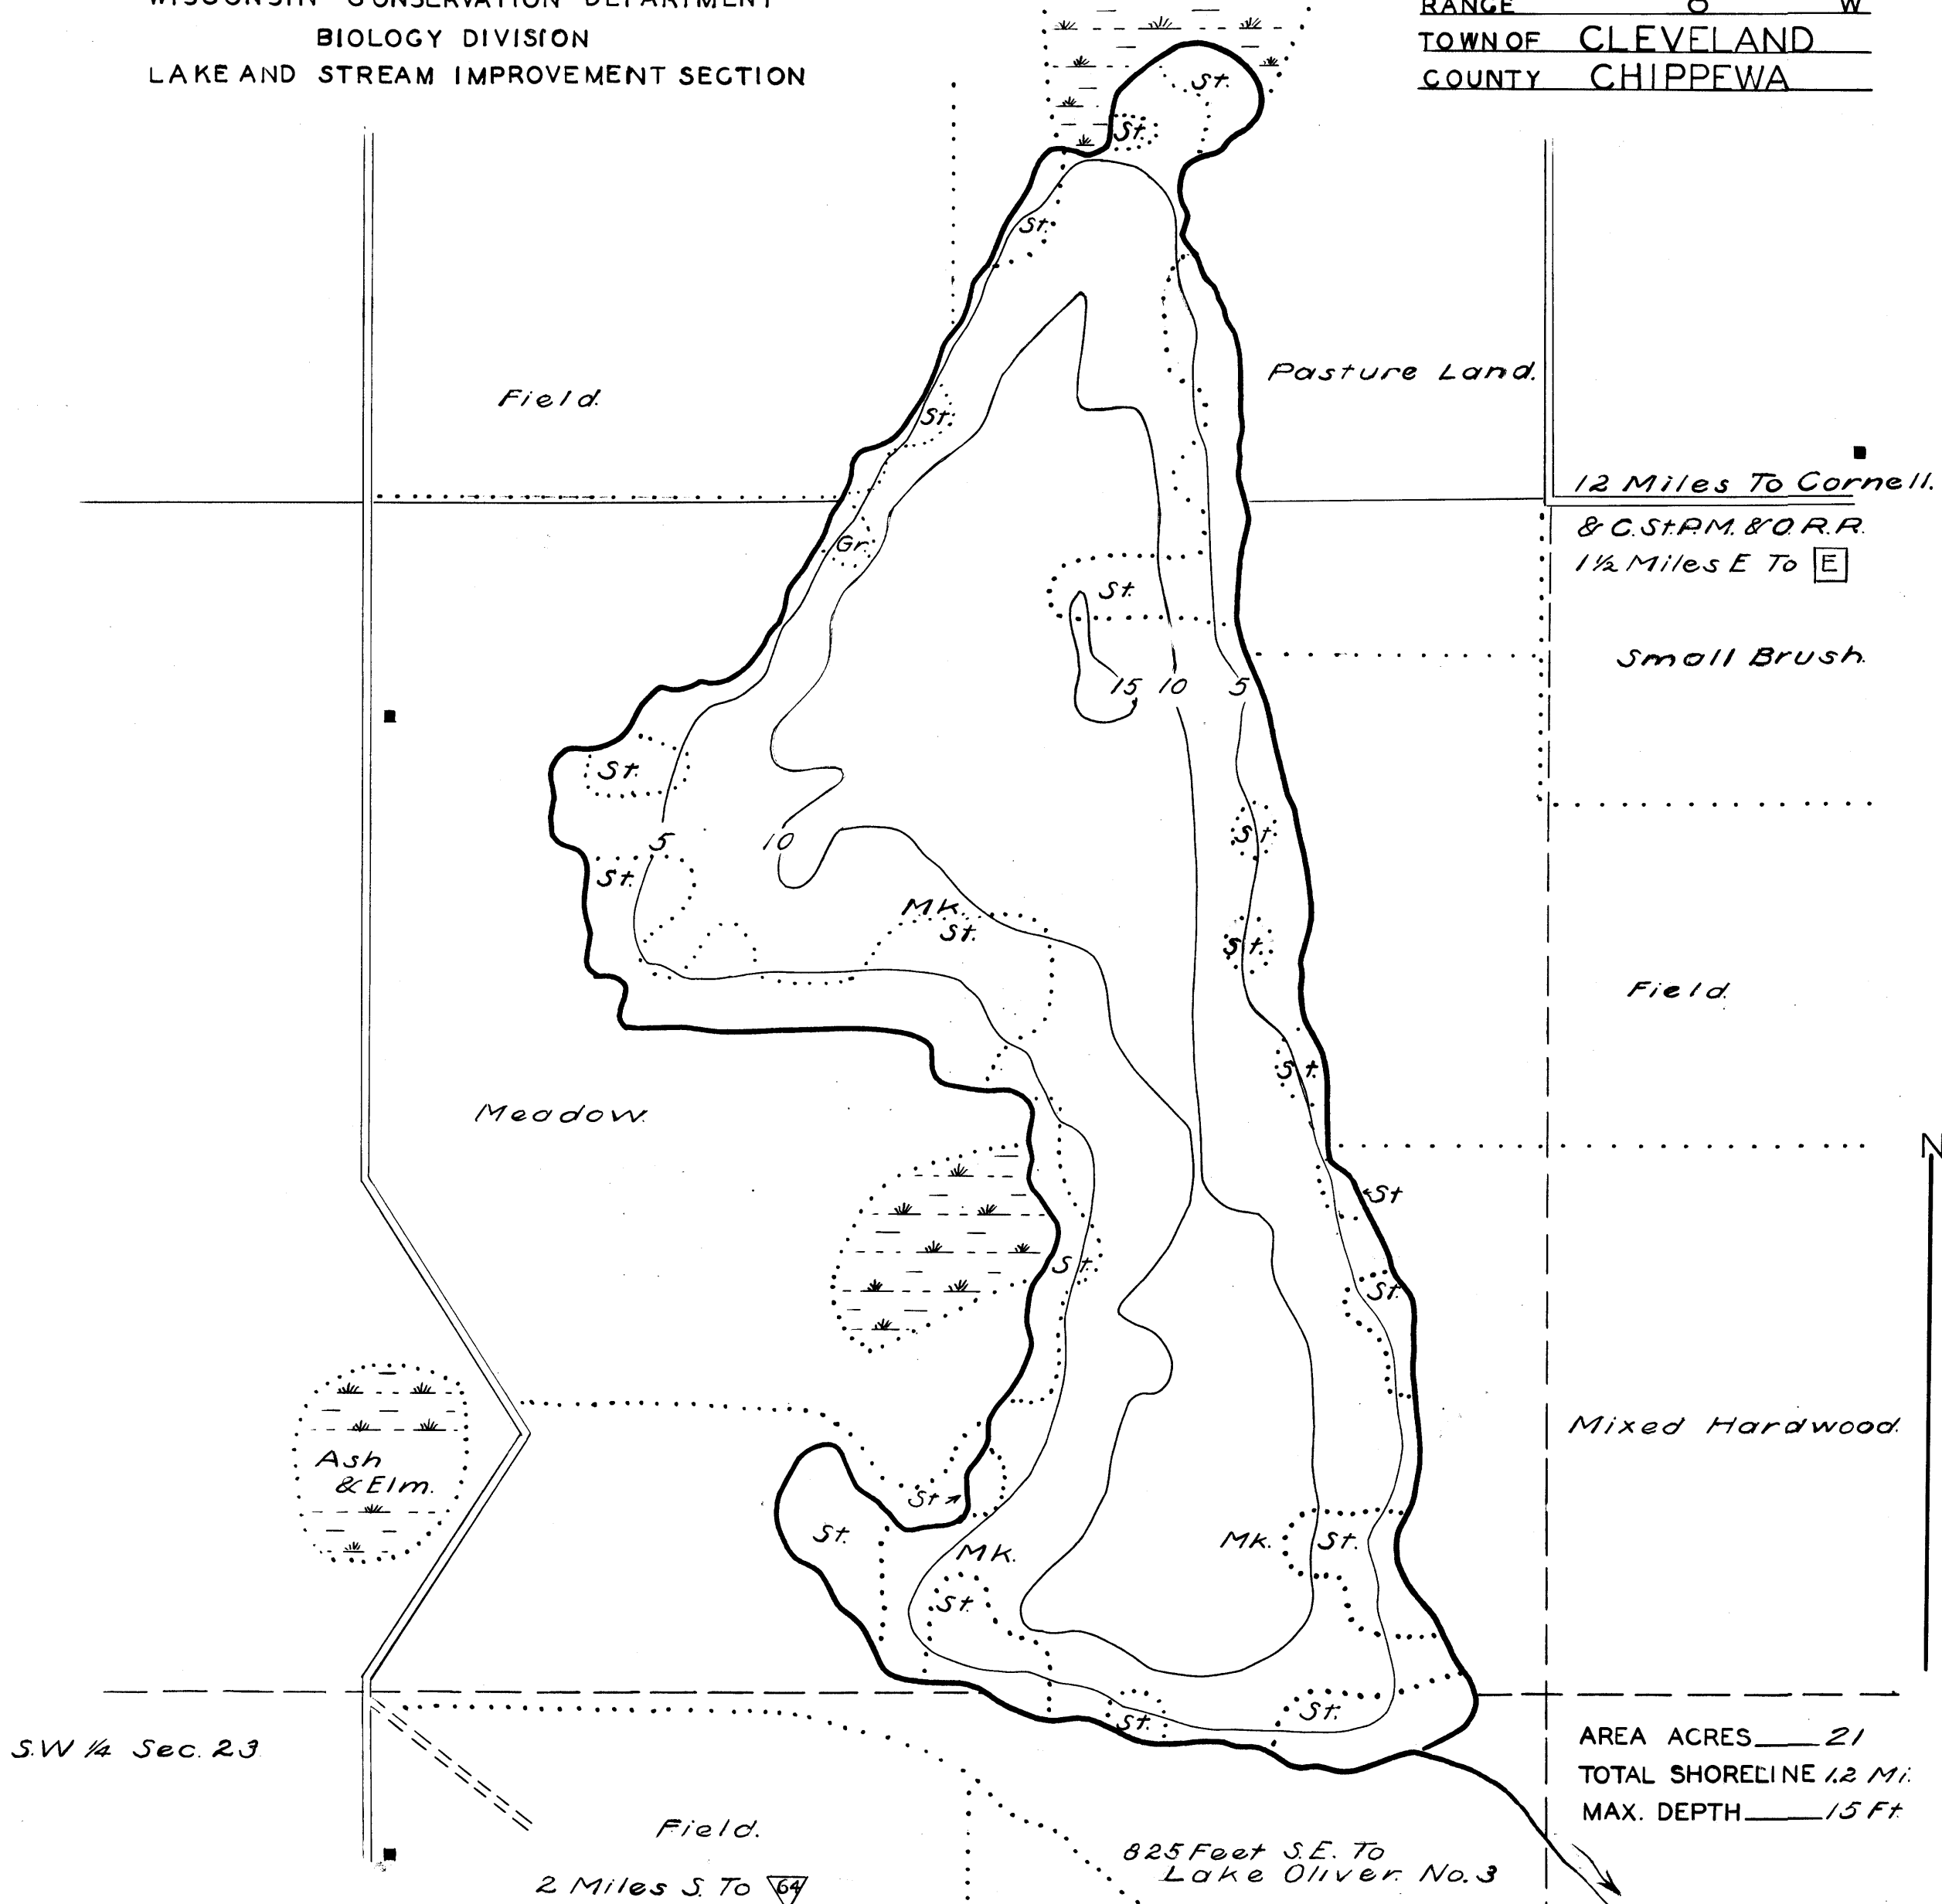 WISCONSIN CONSERVATION DEPARTMENT
BIOLOGY DIVISION
LAKE AND STREAM IMPROVEMENT SECTION
RANGE 8 W
TOWN OF CLEVELAND
COUNTY CHIPPEWA
St.
St.
St.
Field.
Pasture Land.
St.
12 Miles To Cornell.
& C.St.P.M. & O.R.R.
1½ Miles E To E
Gr.
St.
Small Brush.
15 10 5
St.
5 10
St.
St.
Mk.
St.
St.
Field.
St.
Meadow.
St
St.
St.
Mixed Hardwood.
Ash
& Elm.
St
St.
Mk.
Mk. St.
St.
St.
St.
N
S.W ¼ Sec. 23
AREA ACRES 21
TOTAL SHORELINE 1.2 Mi.
MAX. DEPTH 15 Ft.
Field.
2 Miles S. To 64
825 Feet S.E. To
Lake Oliver No. 3